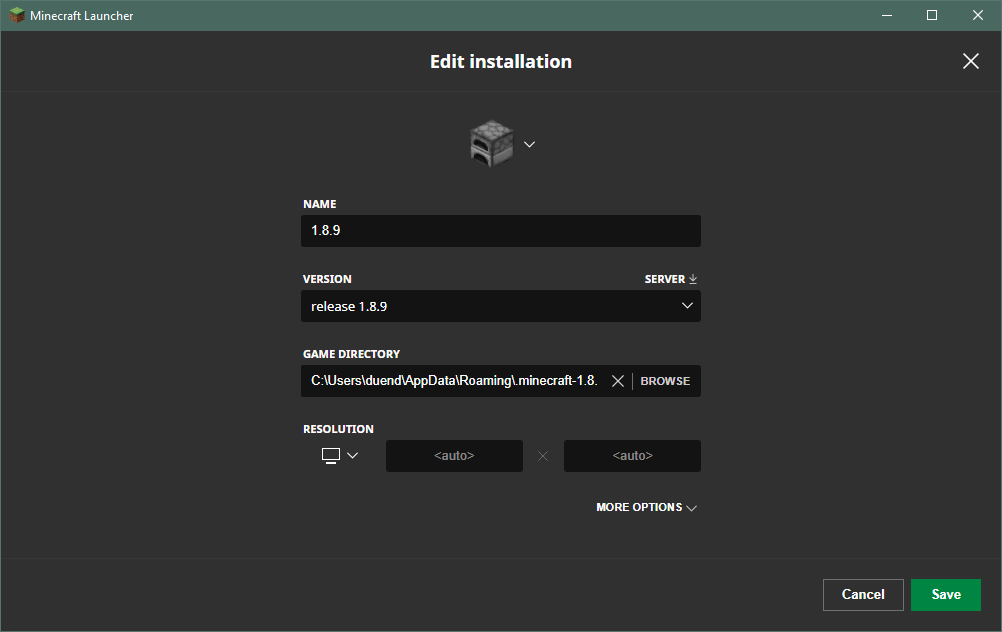 Minecraft Launcher
Edit installation
NAME
1.8.9
VERSION SERVER
release 1.8.9
GAME DIRECTORY
C:\Users\duend\AppData\Roaming\.minecraft-1.8. BROWSE
RESOLUTION
<auto> <auto>
MORE OPTIONS
Cancel Save